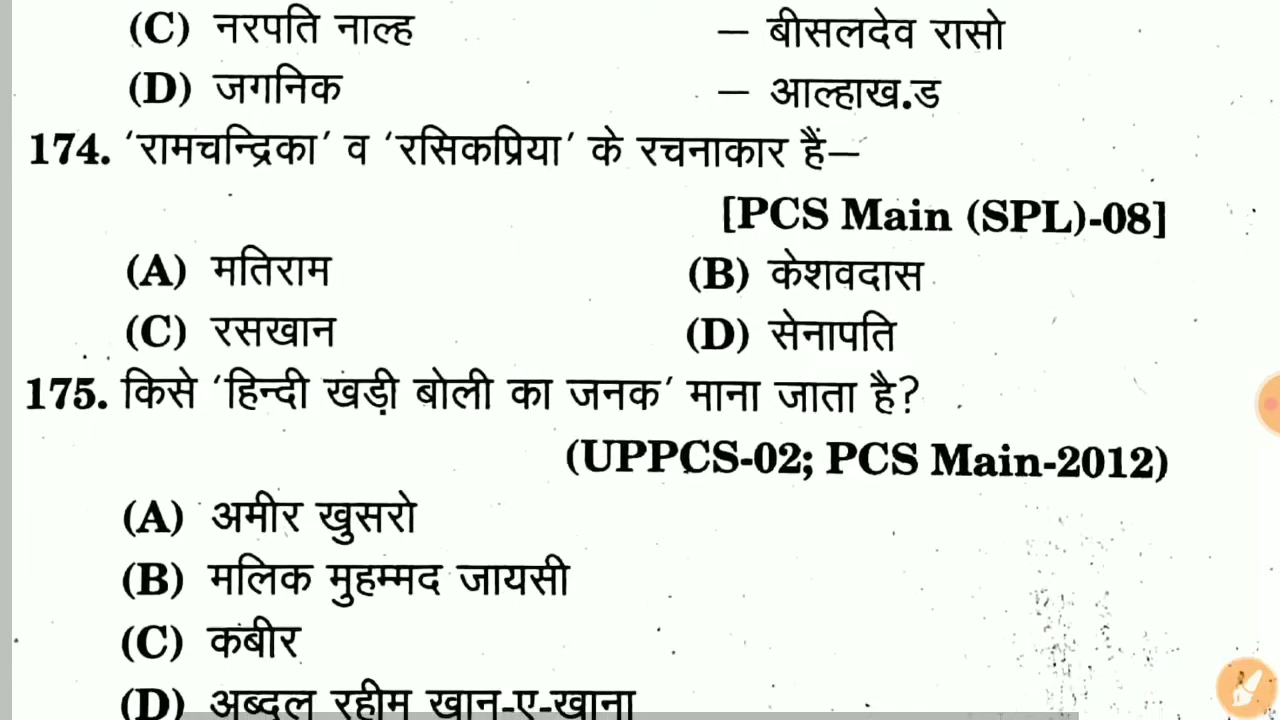 (C) नरपति नाल्ह – बीसलदेव रासो
(D) जगनिक – आल्हाख.ड
174. 'रामचन्द्रिका' व 'रसिकप्रिया' के रचनाकार हैं–
[PCS Main (SPL)-08]
(A) मतिराम (B) केशवदास
(C) रसखान (D) सेनापति
175. किसे 'हिन्दी खड़ी बोली का जनक' माना जाता है?
(UPPCS-02; PCS Main-2012)
(A) अमीर खुसरो
(B) मलिक मुहम्मद जायसी
(C) कबीर
(D) अब्दुल रहीम खान-ए-खाना